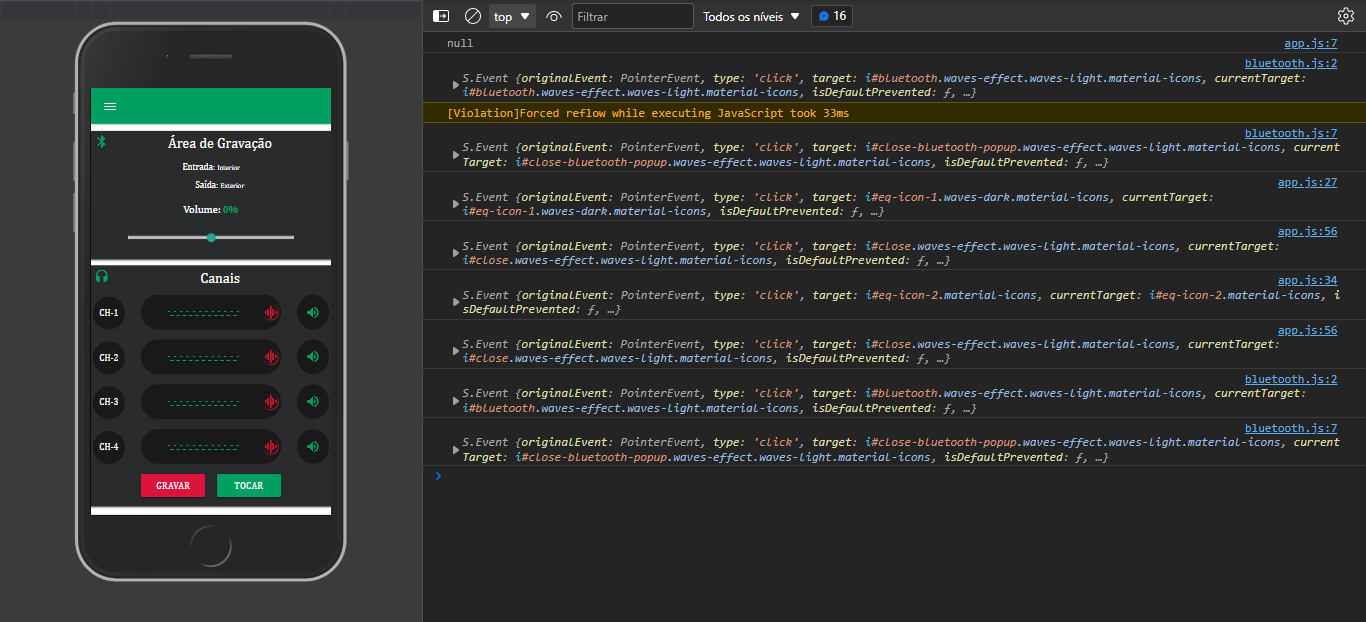 Área de Gravação
Entrada: Interior
Saída: Exterior
Volume: 0%
Canais
CH-1
CH-2
CH-3
CH-4
GRAVAR TOCAR
top Filtrar Todos os níveis 16
null app.js:7
bluetooth.js:2
S.Event {originalEvent: PointerEvent, type: 'click', target: i#bluetooth.waves-effect.waves-light.material-icons, currentTarget:
i#bluetooth.waves-effect.waves-light.material-icons, isDefaultPrevented: ƒ, …}
[Violation]Forced reflow while executing JavaScript took 33ms
bluetooth.js:7
S.Event {originalEvent: PointerEvent, type: 'click', target: i#close-bluetooth-popup.waves-effect.waves-light.material-icons, current
Target: i#close-bluetooth-popup.waves-effect.waves-light.material-icons, isDefaultPrevented: ƒ, …}
app.js:27
S.Event {originalEvent: PointerEvent, type: 'click', target: i#eq-icon-1.waves-dark.material-icons, currentTarget:
i#eq-icon-1.waves-dark.material-icons, isDefaultPrevented: ƒ, …}
app.js:56
S.Event {originalEvent: PointerEvent, type: 'click', target: i#close.waves-effect.waves-light.material-icons, currentTarget:
i#close.waves-effect.waves-light.material-icons, isDefaultPrevented: ƒ, …}
app.js:34
S.Event {originalEvent: PointerEvent, type: 'click', target: i#eq-icon-2.material-icons, currentTarget: i#eq-icon-2.material-icons, i
sDefaultPrevented: ƒ, …}
app.js:56
S.Event {originalEvent: PointerEvent, type: 'click', target: i#close.waves-effect.waves-light.material-icons, currentTarget:
i#close.waves-effect.waves-light.material-icons, isDefaultPrevented: ƒ, …}
bluetooth.js:2
S.Event {originalEvent: PointerEvent, type: 'click', target: i#bluetooth.waves-effect.waves-light.material-icons, currentTarget:
i#bluetooth.waves-effect.waves-light.material-icons, isDefaultPrevented: ƒ, …}
bluetooth.js:7
S.Event {originalEvent: PointerEvent, type: 'click', target: i#close-bluetooth-popup.waves-effect.waves-light.material-icons, current
Target: i#close-bluetooth-popup.waves-effect.waves-light.material-icons, isDefaultPrevented: ƒ, …}